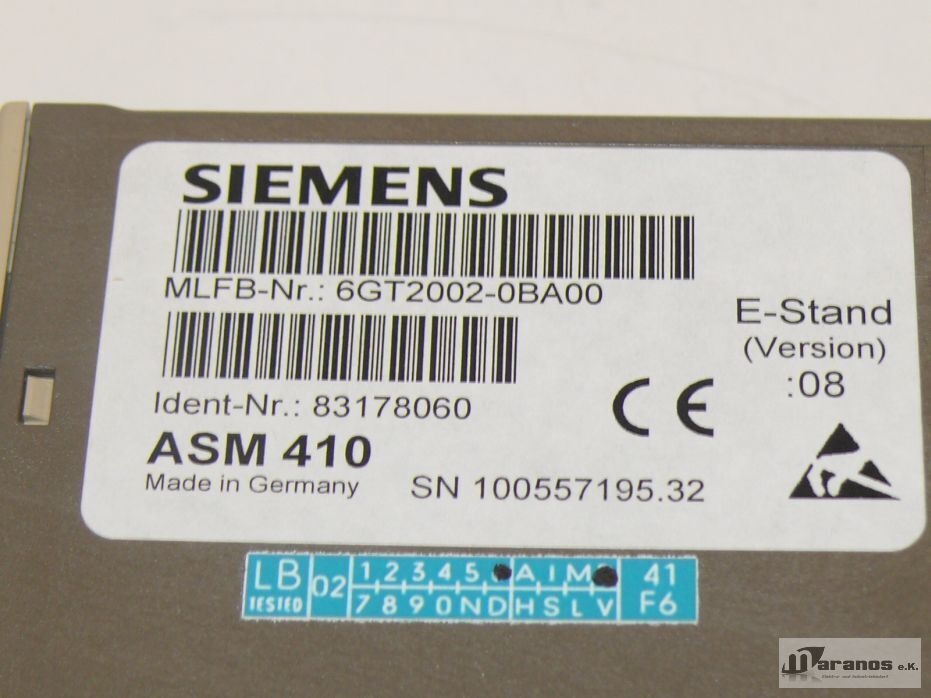 SIEMENS
MLFB-Nr.: 6GT2002-0BA00
E-Stand
(Version)
:08
Ident-Nr.: 83178060
CE
ASM 410
Made in Germany
SN 100557195.32
LB TESTED 02
1 2 3 4 5 A I M
7 8 9 0 N D H S L V
41
F6
Maranos e.K.